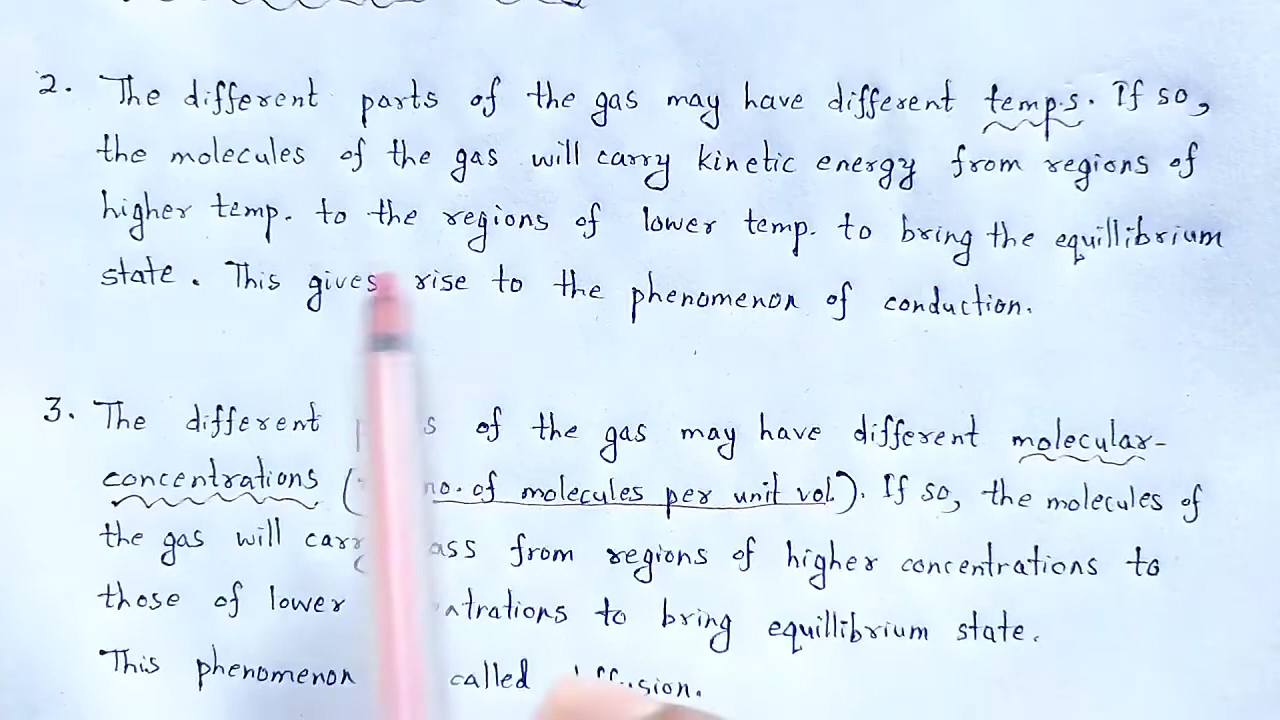 2. The different parts of the gas may have different temps. If so,
the molecules of the gas will carry kinetic energy from regions of
higher temp. to the regions of lower temp. to bring the equillibrium
state. This gives rise to the phenomenon of conduction.
3. The different of the gas may have different molecular-
concentrations ( no. of molecules per unit vol.). If so, the molecules of
the gas will from regions of higher concentrations to
those of lower to bring equillibrium state.
This phenomenon called